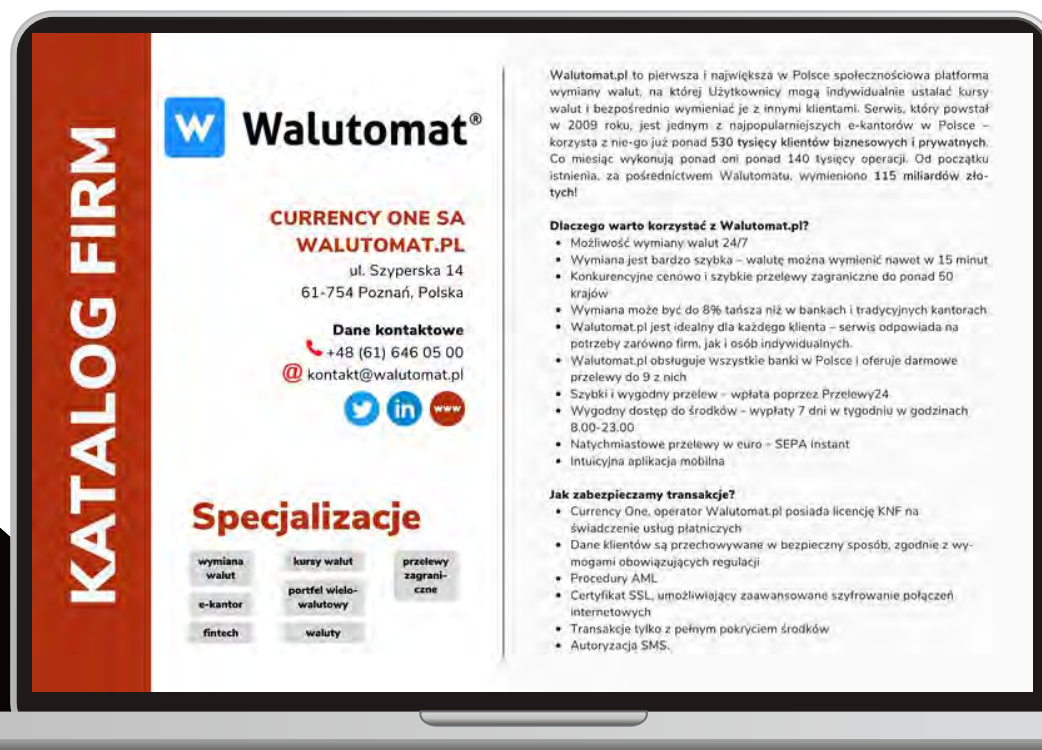 KATALOG FIRM
W Walutomat®
CURRENCY ONE SA
WALUTOMAT.PL
ul. Szyperska 14
61-754 Poznań, Polska
Dane kontaktowe
+48 (61) 646 05 00
@ kontakt@walutomat.pl
in www
Specjalizacje
wymiana
walut
kursy walut
przelewy
zagrani-
czne
e-kantor
portfel wielo-
walutowy
fintech
waluty
Walutomat.pl to pierwsza i największa w Polsce społecznościowa platforma
wymiany walut, na której Użytkownicy mogą indywidualnie ustalać kursy
walut i bezpośrednio wymieniać je z innymi klientami. Serwis, który powstał
w 2009 roku, jest jednym z najpopularniejszych e-kantorów w Polsce –
korzysta z nie-go już ponad 530 tysięcy klientów biznesowych i prywatnych.
Co miesiąc wykonują ponad oni ponad 140 tysięcy operacji. Od początku
istnienia, za pośrednictwem Walutomatu, wymieniono 115 miliardów zło-
tych!
Dlaczego warto korzystać z Walutomat.pl?
• Możliwość wymiany walut 24/7
• Wymiana jest bardzo szybka – walutę można wymienić nawet w 15 minut
• Konkurencyjne cenowo i szybkie przelewy zagraniczne do ponad 50
krajów
• Wymiana może być do 8% tańsza niż w bankach i tradycyjnych kantorach
• Walutomat.pl jest idealny dla każdego klienta – serwis odpowiada na
potrzeby zarówno firm, jak i osób indywidualnych.
• Walutomat.pl obsługuje wszystkie banki w Polsce i oferuje darmowe
przelewy do 9 z nich
• Szybki i wygodny przelew – wpłata poprzez Przelewy24
• Wygodny dostęp do środków – wypłaty 7 dni w tygodniu w godzinach
8.00-23.00
• Natychmiastowe przelewy w euro – SEPA Instant
• Intuicyjna aplikacja mobilna
Jak zabezpieczamy transakcje?
• Currency One, operator Walutomat.pl posiada licencję KNF na
świadczenie usług płatniczych
• Dane klientów są przechowywane w bezpieczny sposób, zgodnie z wy-
mogami obowiązujących regulacji
• Procedury AML
• Certyfikat SSL, umożliwiający zaawansowane szyfrowanie połączeń
internetowych
• Transakcje tylko z pełnym pokryciem środków
• Autoryzacja SMS.